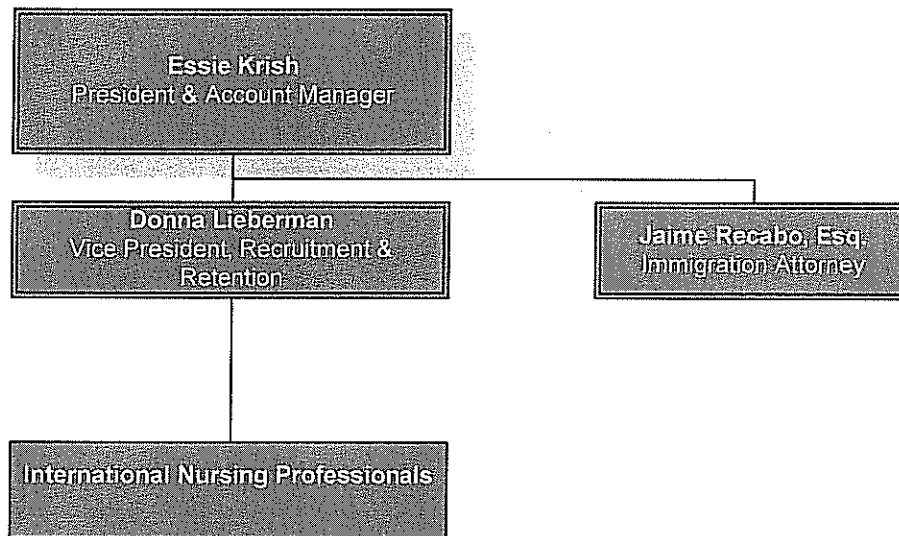 Essie Krish
President & Account Manager
Donna Lieberman
Vice President, Recruitment &
Retention
Jaime Recabo, Esq.
Immigration Attorney
International Nursing Professionals